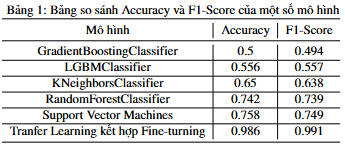 Bảng 1: Bảng so sánh Accuracy và F1-Score của một số mô hình
Mô hình Accuracy F1-Score
GradientBoostingClassifier 0.5 0.494
LGBMClassifier 0.556 0.557
KNeighborsClassifier 0.65 0.638
RandomForestClassifier 0.742 0.739
Support Vector Machines 0.758 0.749
Tranfer Learning kết hợp Fine-turning 0.986 0.991